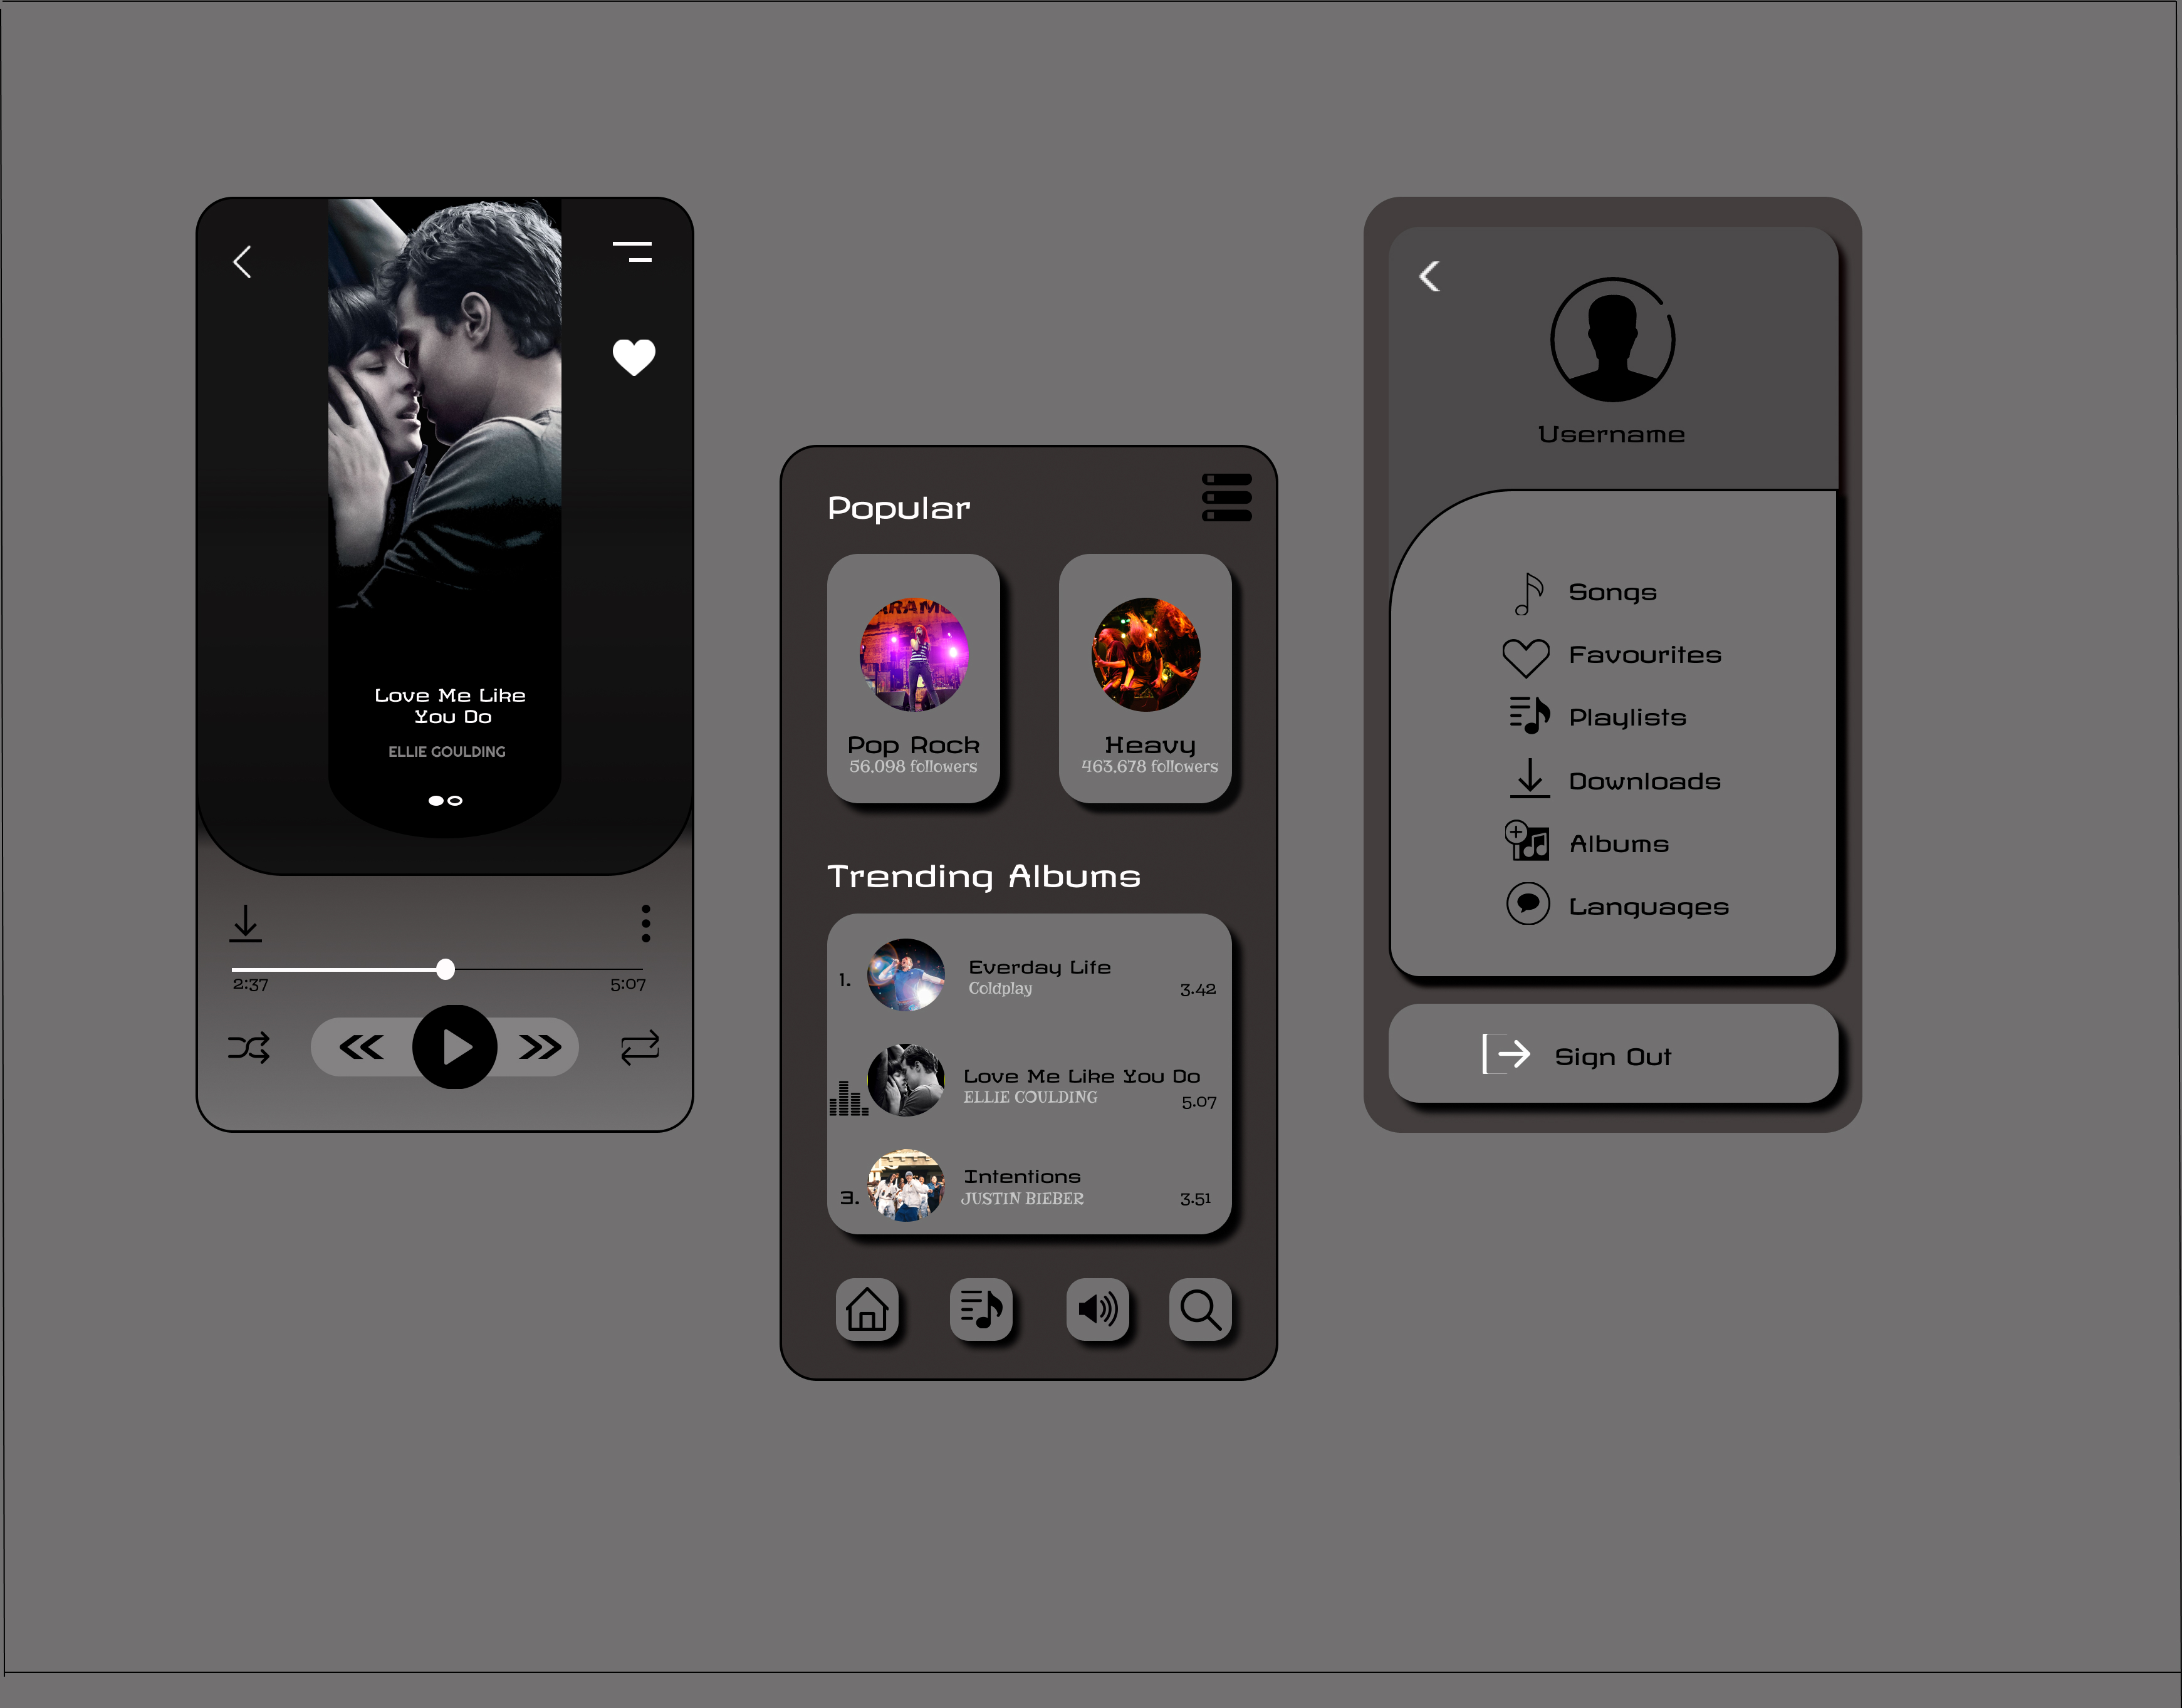 Love Me Like
You Do
ELLIE GOULDING
2:37
5:07
Popular
ARAM
Pop Rock
56,098 followers
Heavy
463,678 followers
Trending Albums
1.
Everday Life
Coldplay
3.42
Love Me Like You Do
ELLIE COULDING
5.07
3.
Intentions
JUSTIN BIEBER
3.51
Username
Songs
Favourites
Playlists
Downloads
Albums
Languages
Sign Out